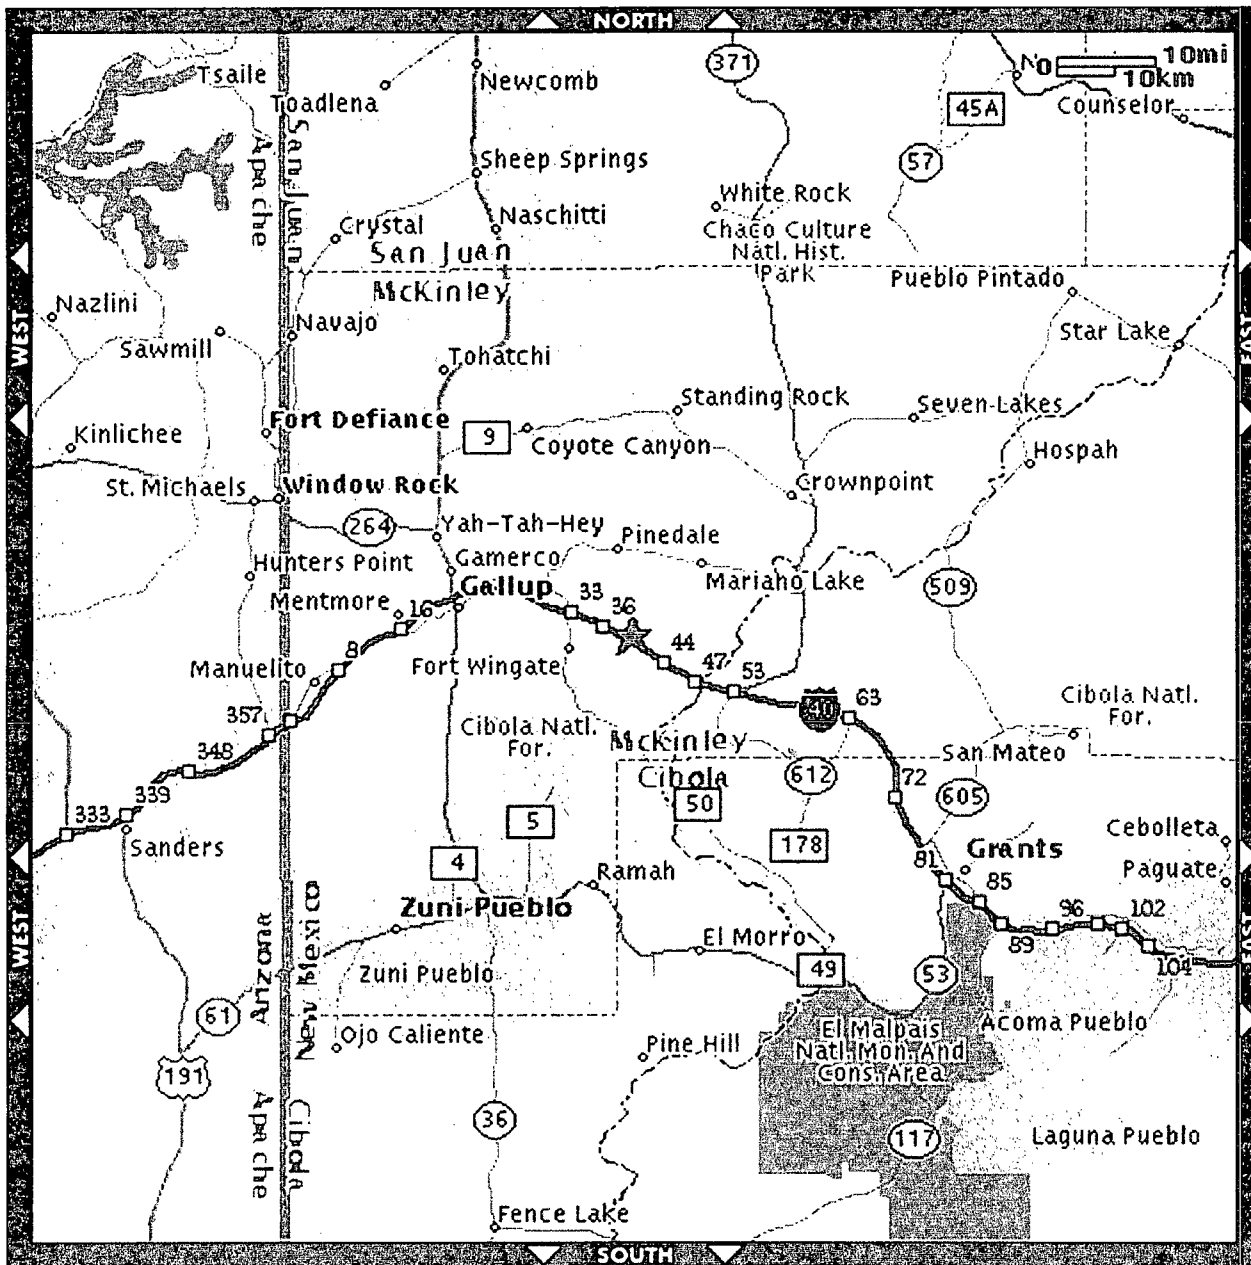 NORTH
Tsaile
Toadlena
Newcomb
371
N
0
10mi
10km
45A
Counselor
57
San Juan
Apache
Sheep Springs
White Rock
Crystal
Naschitti
San Juan
Chaco Culture
Natl. Hist.
Park
McKinley
Pueblo Pintado
Nazlini
Navajo
Star Lake
WEST
EAST
Sawmill
Tohatchi
Standing Rock
Seven Lakes
Fort Defiance
9
Coyote Canyon
Kinlichee
Hospah
Crownpoint
St. Michaels
Window Rock
264
Yah-Tah-Hey
Pinedale
Hunters Point
Gamerco
Mariano Lake
509
Gallup
Mentmore
16
33
36
44
Manuelito
8
Fort Wingate
47
53
40
63
Cibola Natl.
For.
357
Cibola Natl.
For.
McKinley
San Mateo
348
Cibola
612
72
605
333
339
50
5
178
Sanders
4
Cebolleta
81
Grants
Paguate
Ramah
85
Zuni Pueblo
96
102
El Morro
89
104
WEST
EAST
Arizona
New Mexico
Zuni Pueblo
49
53
61
Ojo Caliente
Pine Hill
El Malpais
Natl. Mon. And
Cons. Area
Acoma Pueblo
191
Apache
Cibola
36
117
Laguna Pueblo
Fence Lake
SOUTH